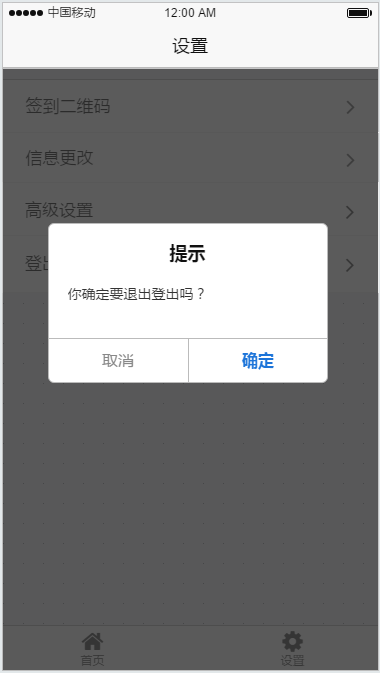 中国移动 12:00 AM
设置
签到二维码
信息更改
高级设置
登出
提示
你确定要退出登出吗？
取消 确定
首页 设置